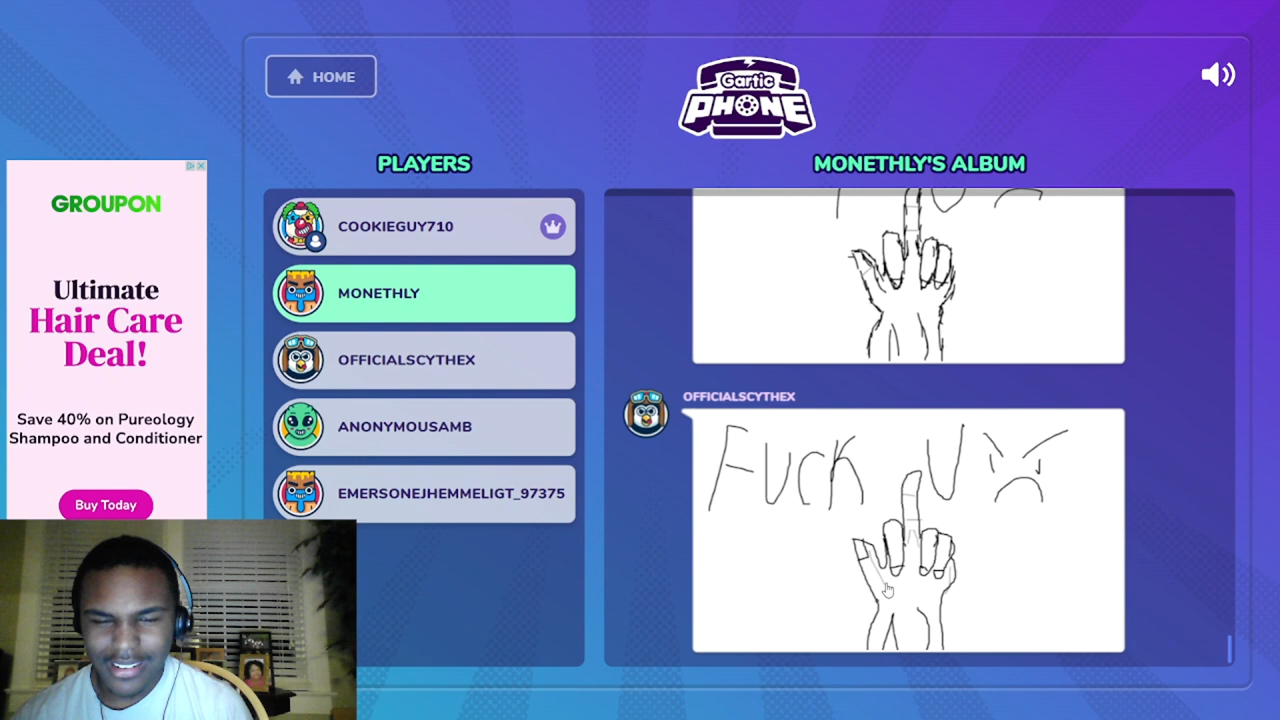 HOME
Gartic
PHONE
PLAYERS
MONETHLY'S ALBUM
GROUPON
Ultimate
Hair Care
Deal!
Save 40% on Pureology
Shampoo and Conditioner
Buy Today
COOKIEGUY710
MONETHLY
OFFICIALSCYTHEX
ANONYMOUSAMB
EMERSONEJHEMMELIGT_97375
OFFICIALSCYTHEX
FUCK U